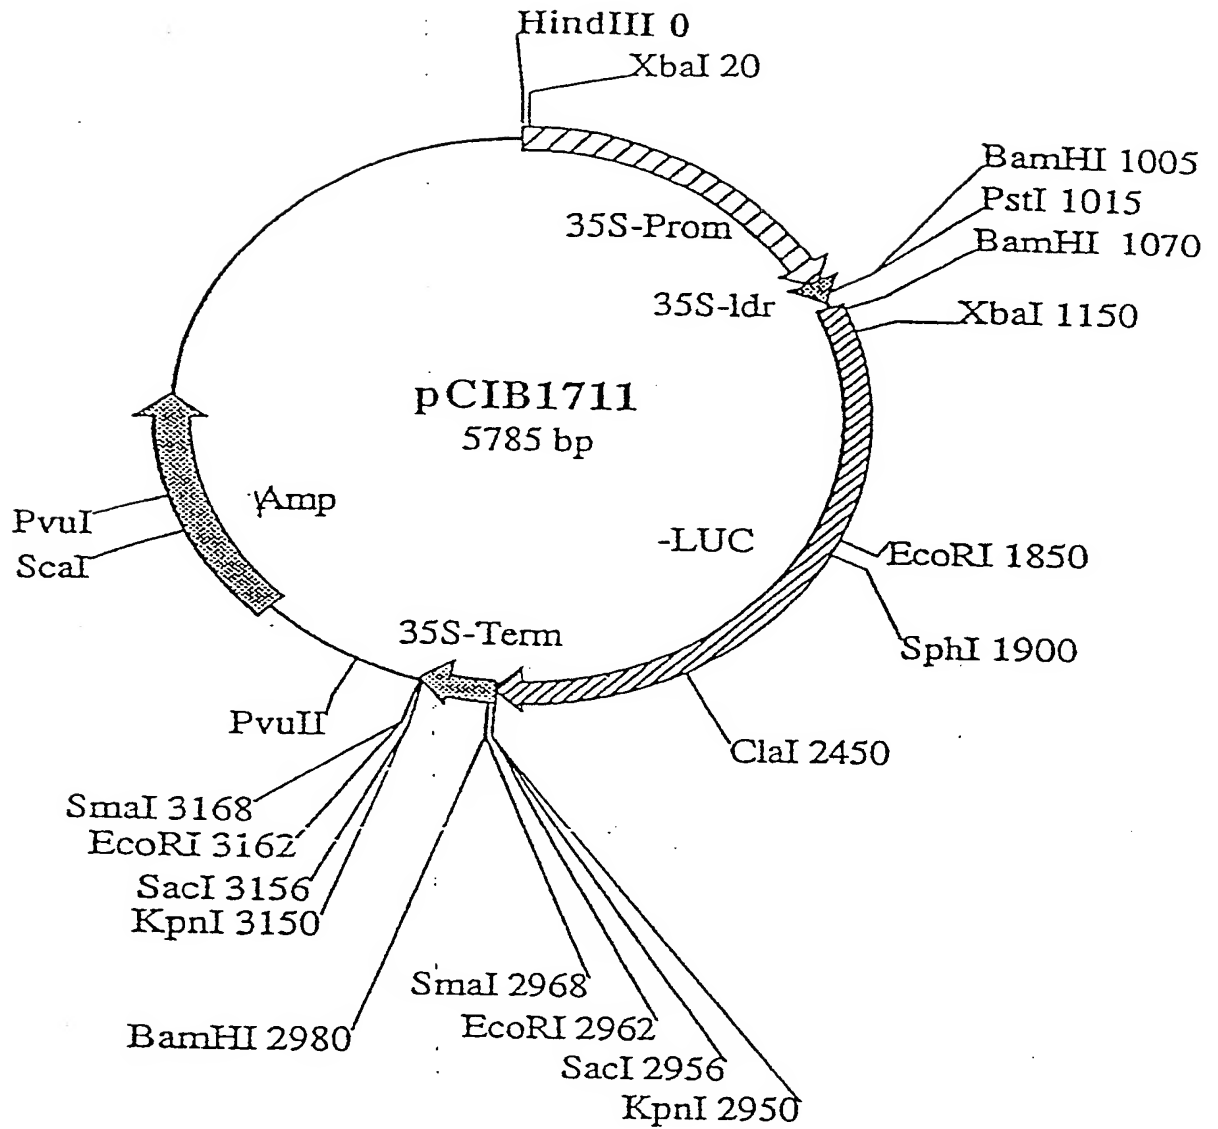 HindIII 0
XbaI 20
BamHI 1005
PstI 1015
BamHI 1070
35S-Prom
35S-ldr
XbaI 1150
pCIB1711
5785 bp
Amp
PvuI
ScaI
-LUC
EcoRI 1850
SphI 1900
35S-Term
PvuII
ClaI 2450
SmaI 3168
EcoRI 3162
SacI 3156
KpnI 3150
SmaI 2968
EcoRI 2962
BamHI 2980
SacI 2956
KpnI 2950